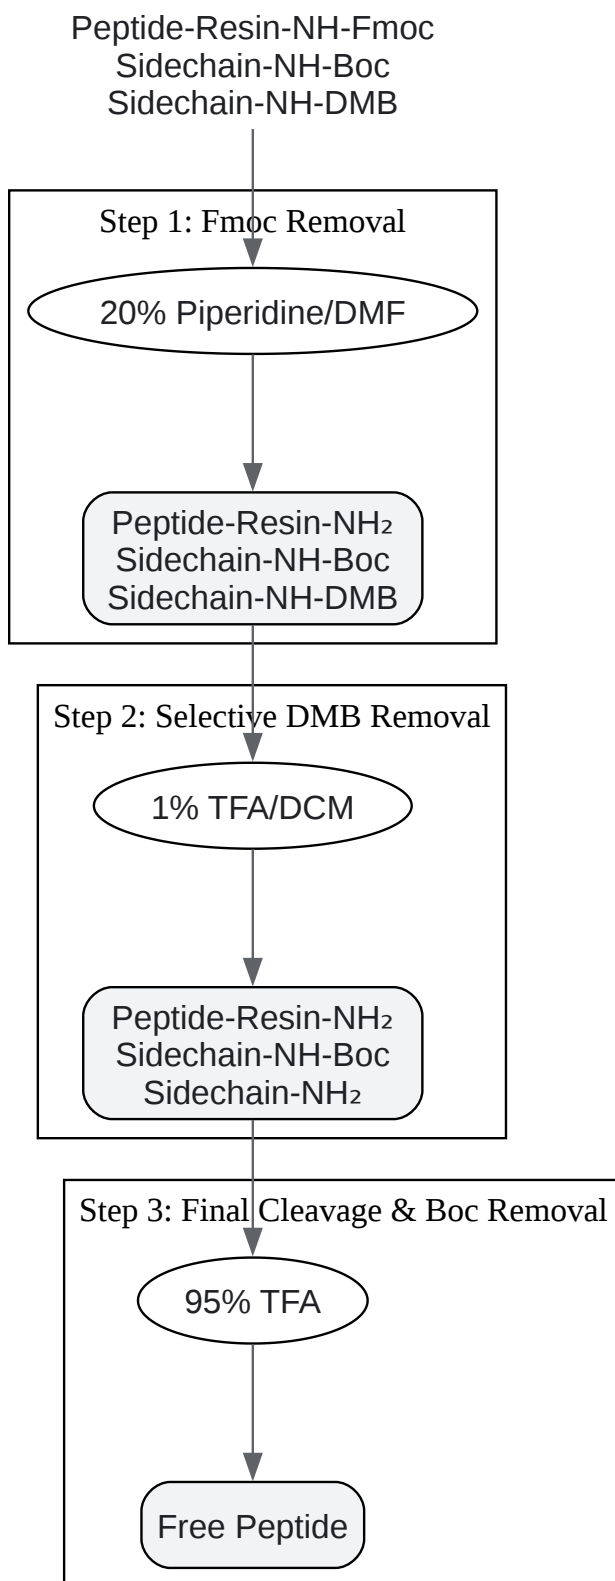 Peptide-Resin-NH-Fmoc
Sidechain-NH-Boc
Sidechain-NH-DMB
Step 1: Fmoc Removal
20% Piperidine/DMF
Peptide-Resin-NH₂
Sidechain-NH-Boc
Sidechain-NH-DMB
Step 2: Selective DMB Removal
1% TFA/DCM
Peptide-Resin-NH₂
Sidechain-NH-Boc
Sidechain-NH₂
Step 3: Final Cleavage & Boc Removal
95% TFA
Free Peptide